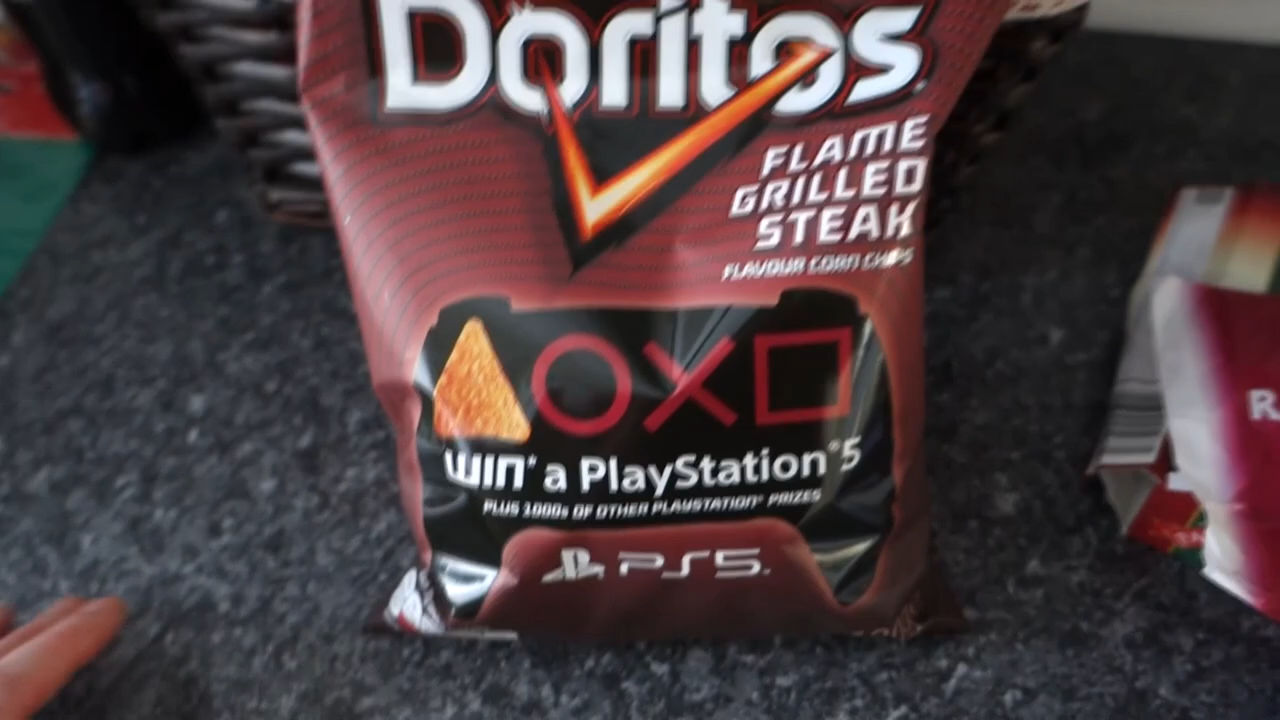 Doritos
FLAME
GRILLED
STEAK
FLAVOUR CORN CHIPS
WIN* a PlayStation®5
PLUS 1000s OF OTHER PLAYSTATION® PRIZES
PS5
R